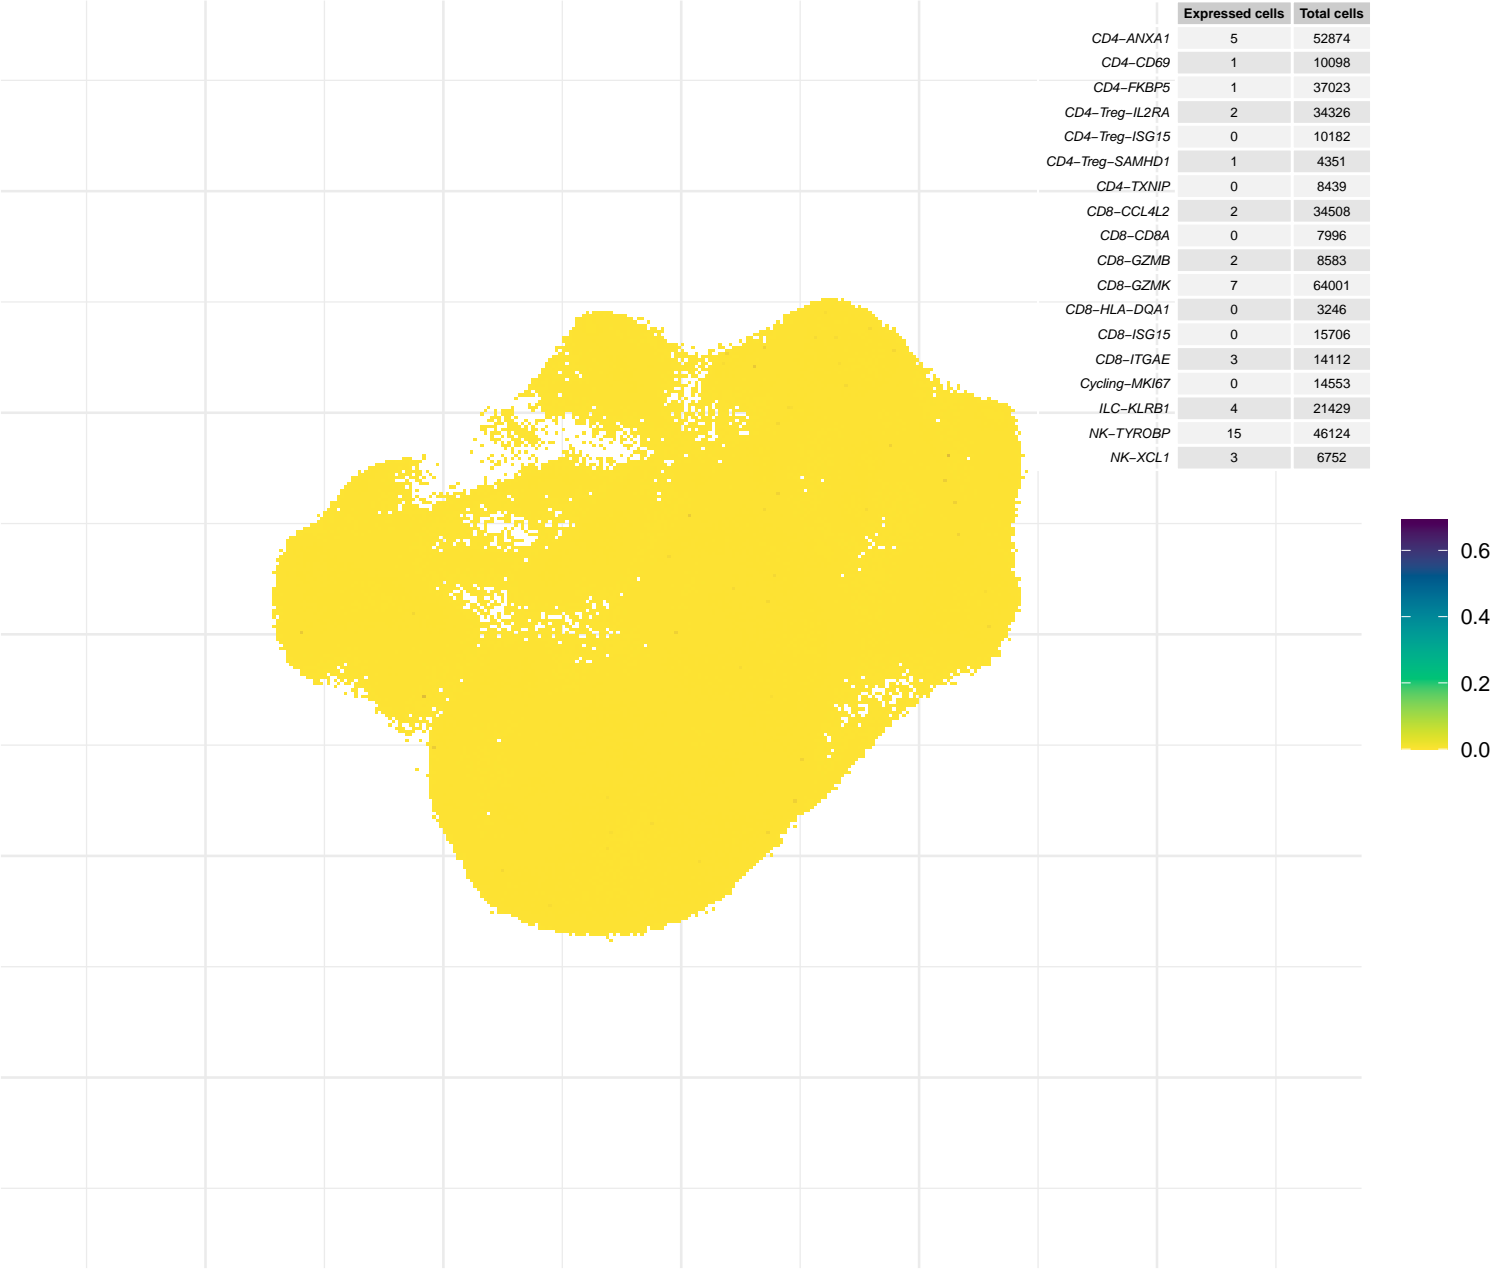 Expressed cells Total cells
CD4−ANXA1 5 52874
CD4−CD69 1 10098
CD4−FKBP5 1 37023
CD4−Treg−IL2RA 2 34326
CD4−Treg−ISG15 0 10182
CD4−Treg−SAMHD1 1 4351
CD4−TXNIP 0 8439
CD8−CCL4L2 2 34508
CD8−CD8A 0 7996
CD8−GZMB 2 8583
CD8−GZMK 7 64001
CD8−HLA−DQA1 0 3246
CD8−ISG15 0 15706
CD8−ITGAE 3 14112
Cycling−MKI67 0 14553
ILC−KLRB1 4 21429
NK−TYROBP 15 46124
NK−XCL1 3 6752
0.6
0.4
0.2
0.0